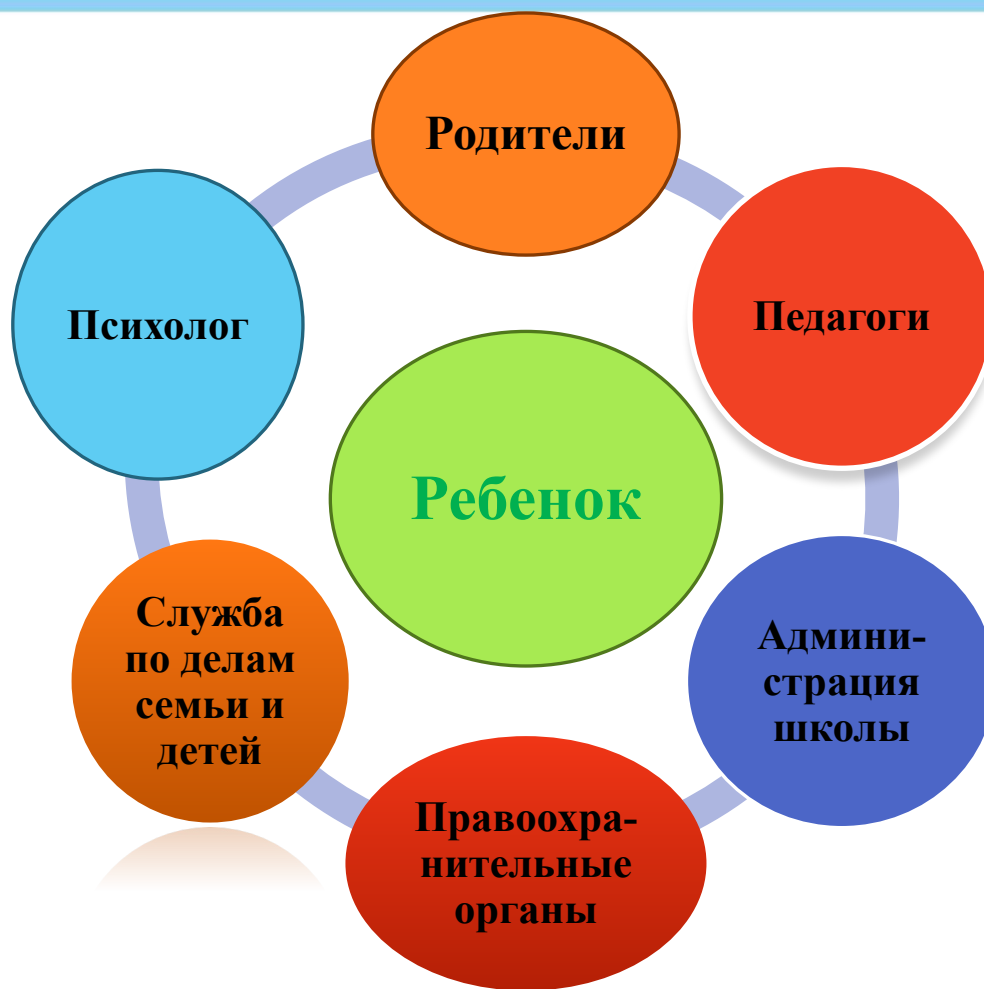 Родители
Психолог
Педагоги
Ребенок
Служба
по делам
семьи и
детей
Админи-
страция
школы
Правоохра-
нительные
органы